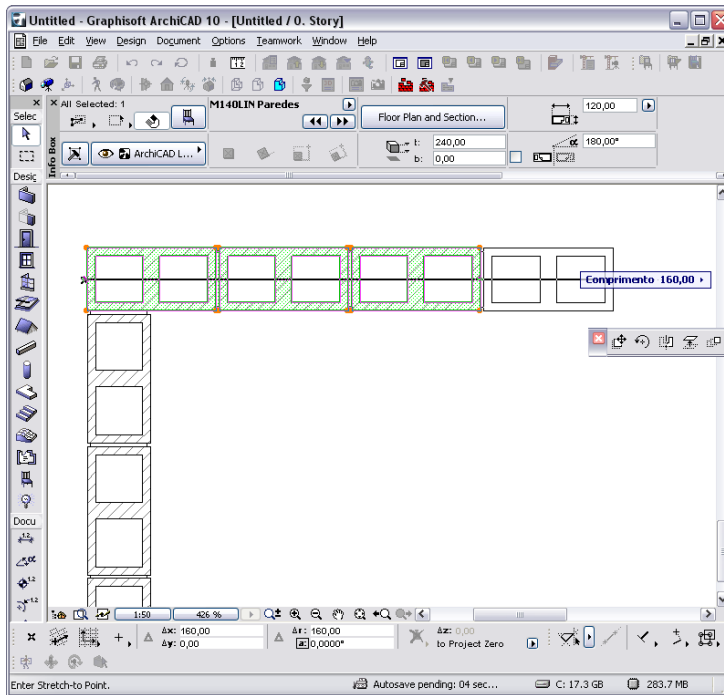 Untitled - Graphisoft ArchiCAD 10 - [Untitled / 0. Story]
File Edit View Design Document Options Teamwork Window Help
Selec
All Selected: 1
M140LIN Paredes
Floor Plan and Section...
120,00
ArchiCAD L...
t: 240,00
b: 0,00
α 180,00°
Info Box
Desig
Comprimento 160,00
Docu
1:50
426 %
Δx: 160,00
Δy: 0,00
Δr: 160,00
a: 0,0000°
Δz: 0,00
to Project Zero
Enter Stretch-to Point.
Autosave pending: 04 sec...
C: 17.3 GB
283.7 MB